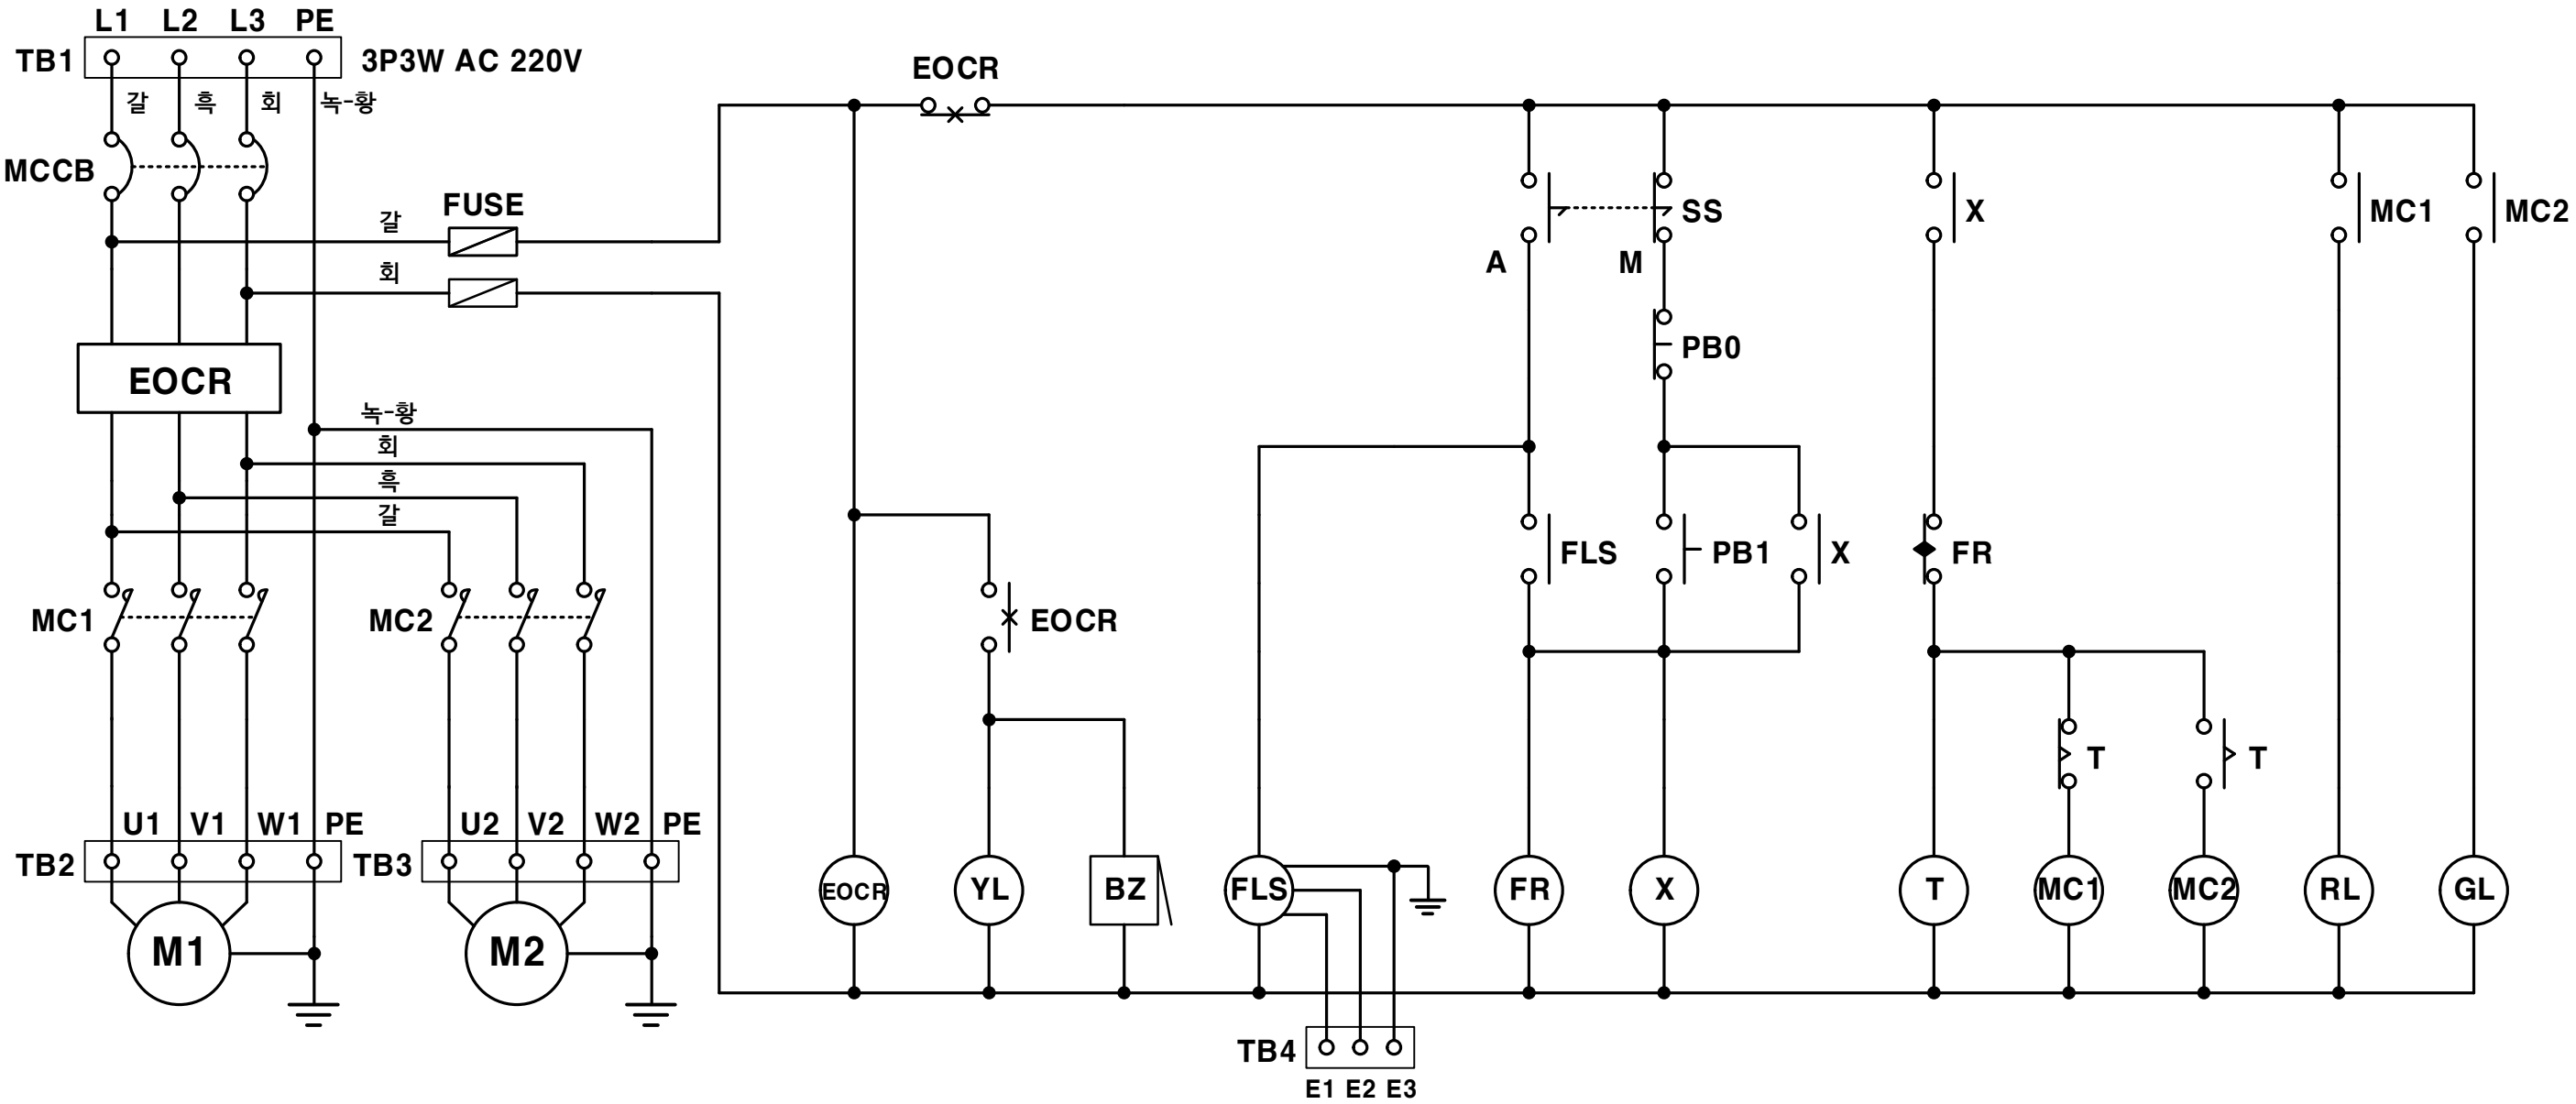 L1 L2 L3 PE
TB1 3P3W AC 220V
갈 흑 회 녹-황
EOCR
MCCB
갈 FUSE
회
SS
A M
X
MC1 MC2
PB0
EOCR
녹-황
회
흑
갈
FLS PB1 X FR
MC1 MC2 EOCR
T T
U1 V1 W1 PE U2 V2 W2 PE
TB2 TB3
EOCR YL BZ FLS FR X T MC1 MC2 RL GL
M1 M2
TB4
E1 E2 E3